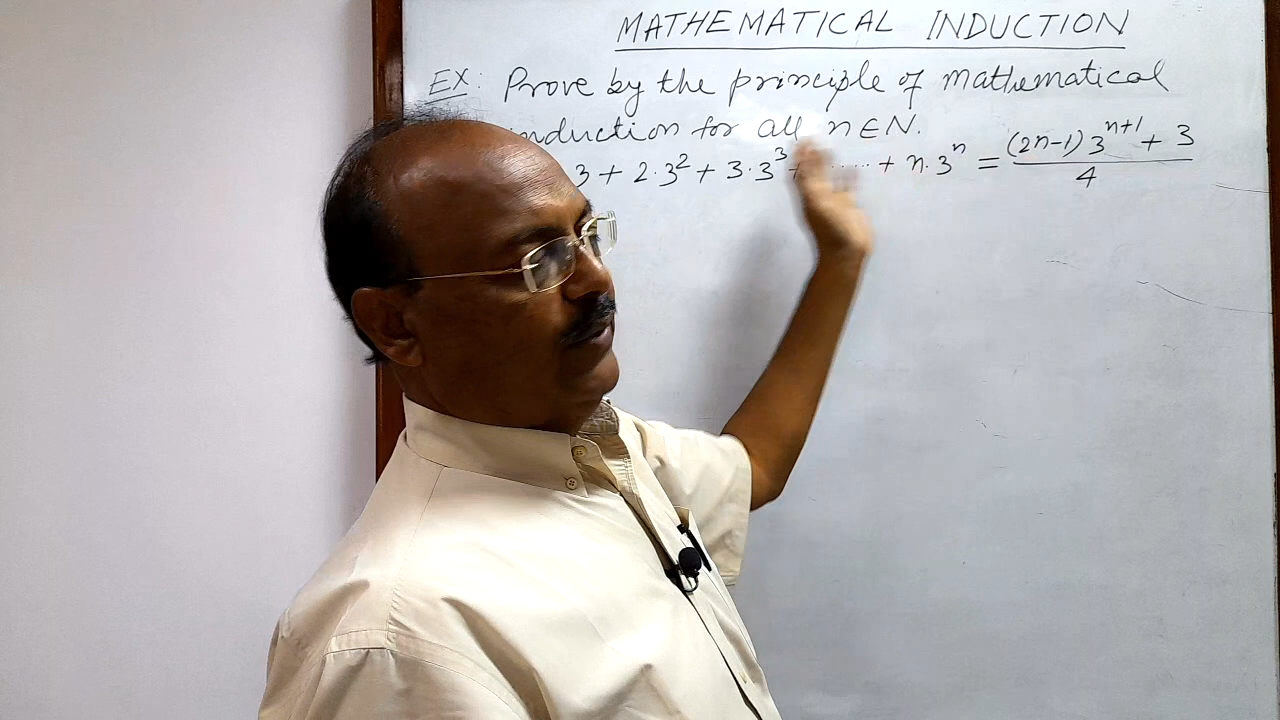 MATHEMATICAL INDUCTION
EX: Prove by the principle of mathematical
induction for all n ∈ N.
3 + 2·3² + 3·3³ + ...... + n·3ⁿ = ((2n-1)3ⁿ⁺¹ + 3)/4